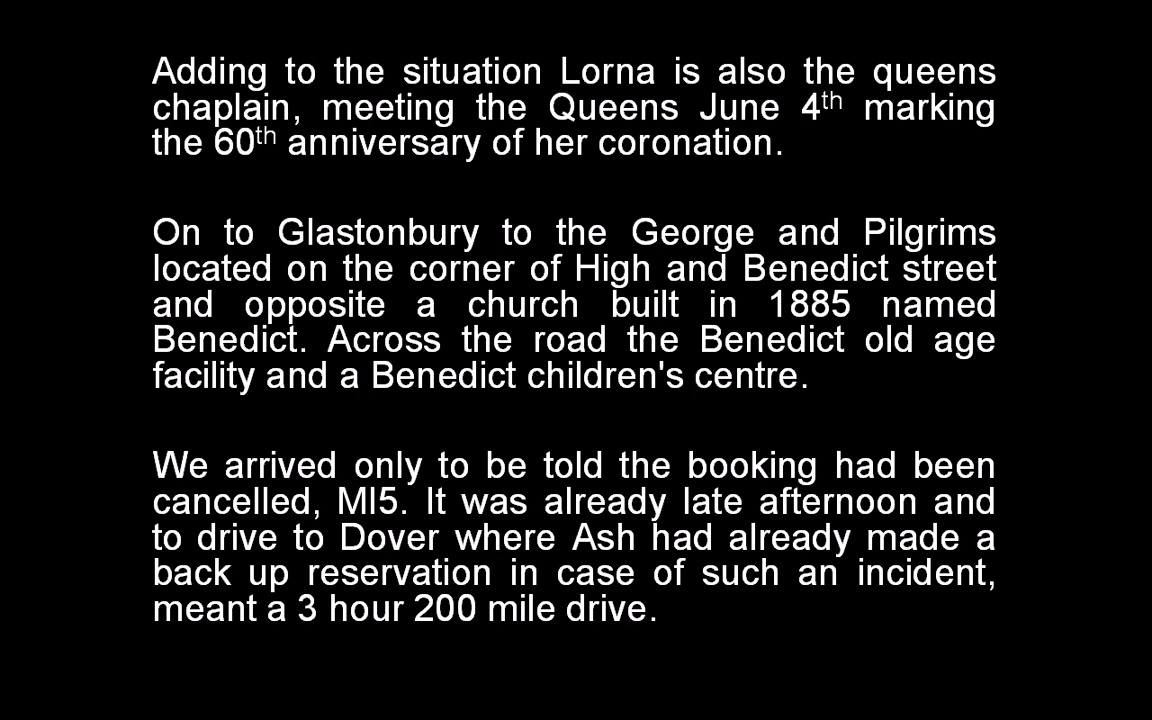 Adding to the situation Lorna is also the queens
chaplain, meeting the Queens June 4th marking
the 60th anniversary of her coronation.
On to Glastonbury to the George and Pilgrims
located on the corner of High and Benedict street
and opposite a church built in 1885 named
Benedict. Across the road the Benedict old age
facility and a Benedict children's centre.
We arrived only to be told the booking had been
cancelled, MI5. It was already late afternoon and
to drive to Dover where Ash had already made a
back up reservation in case of such an incident,
meant a 3 hour 200 mile drive.